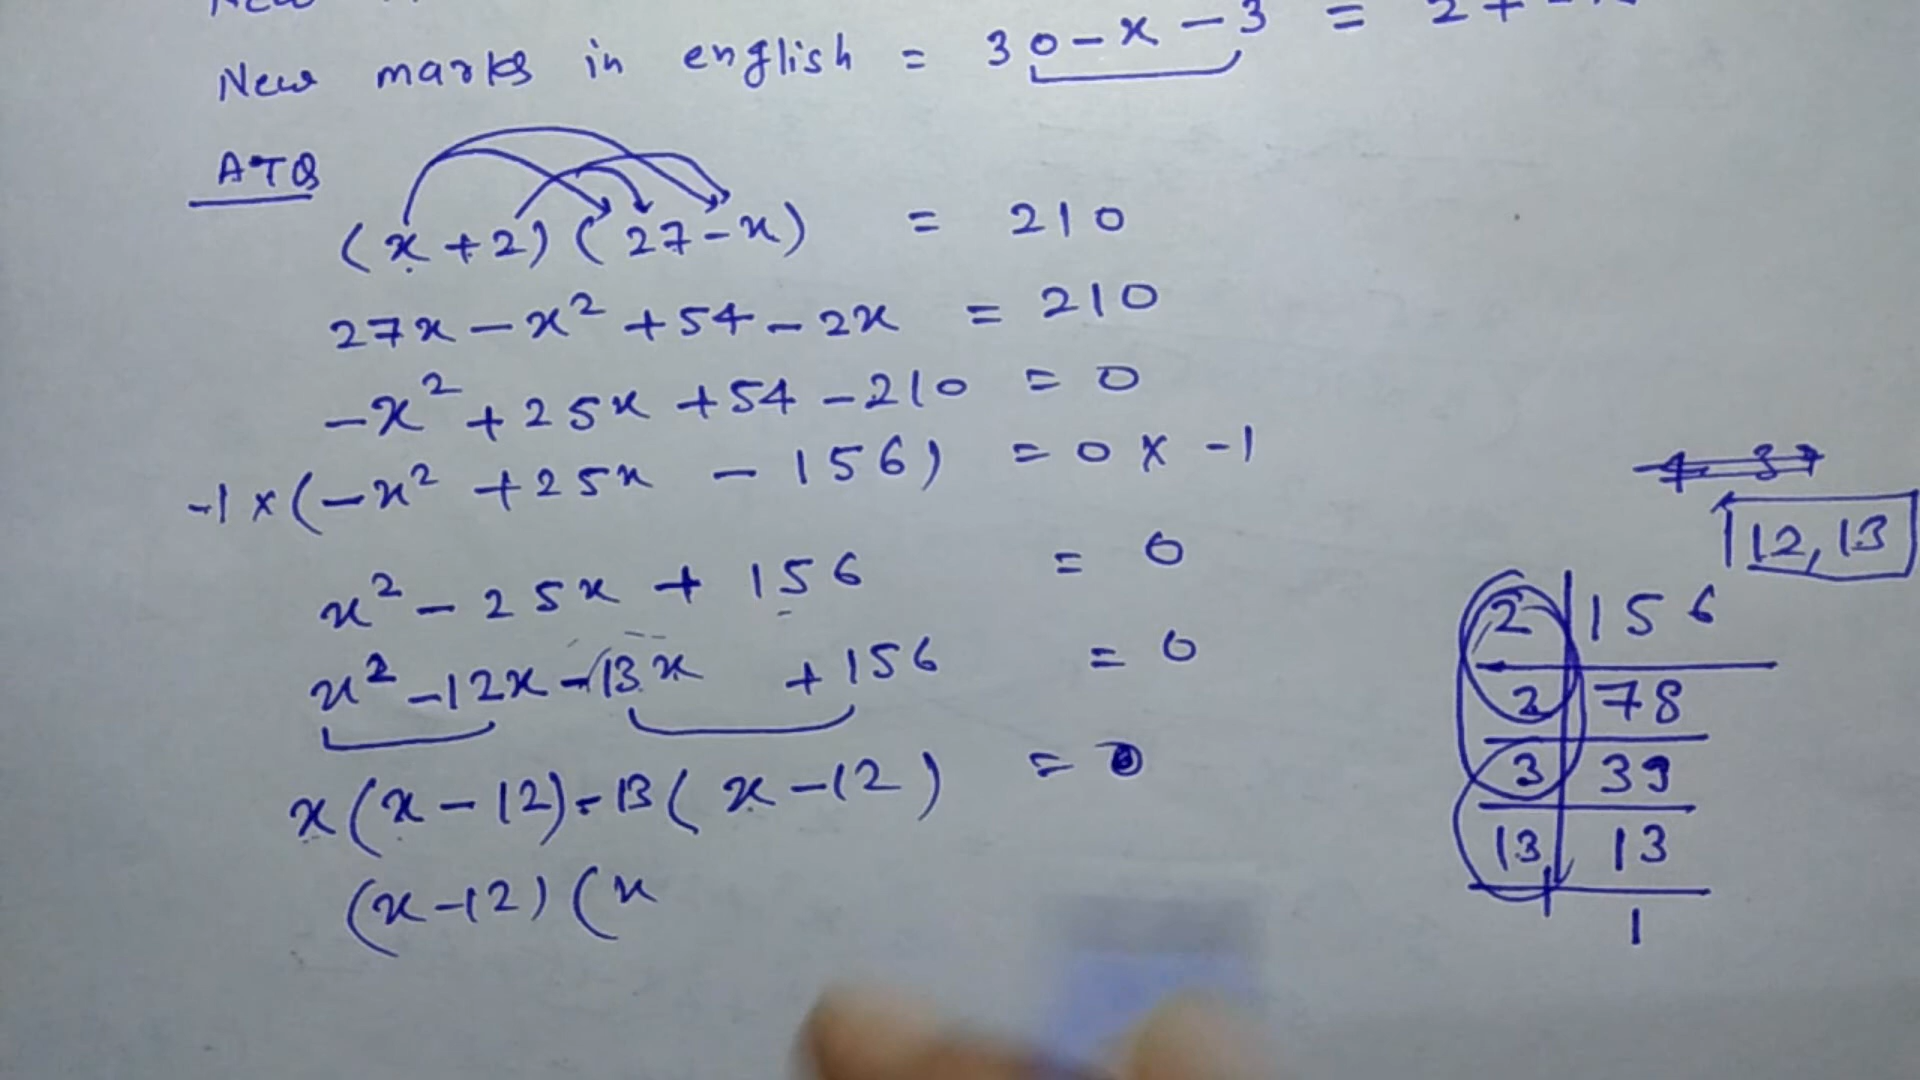 New marks in english = 30-x-3 = 27-x
ATQ
(x+2)(27-x) = 210
27x-x²+54-2x = 210
-x²+25x+54-210 = 0
-1×(-x²+25x-156) = 0×-1
x²-25x+156 = 0
x²-12x-13x+156 = 0
x(x-12)-13(x-12) = 0
(x-12)(x
12,13
2|156
2|78
3|39
13|13
1